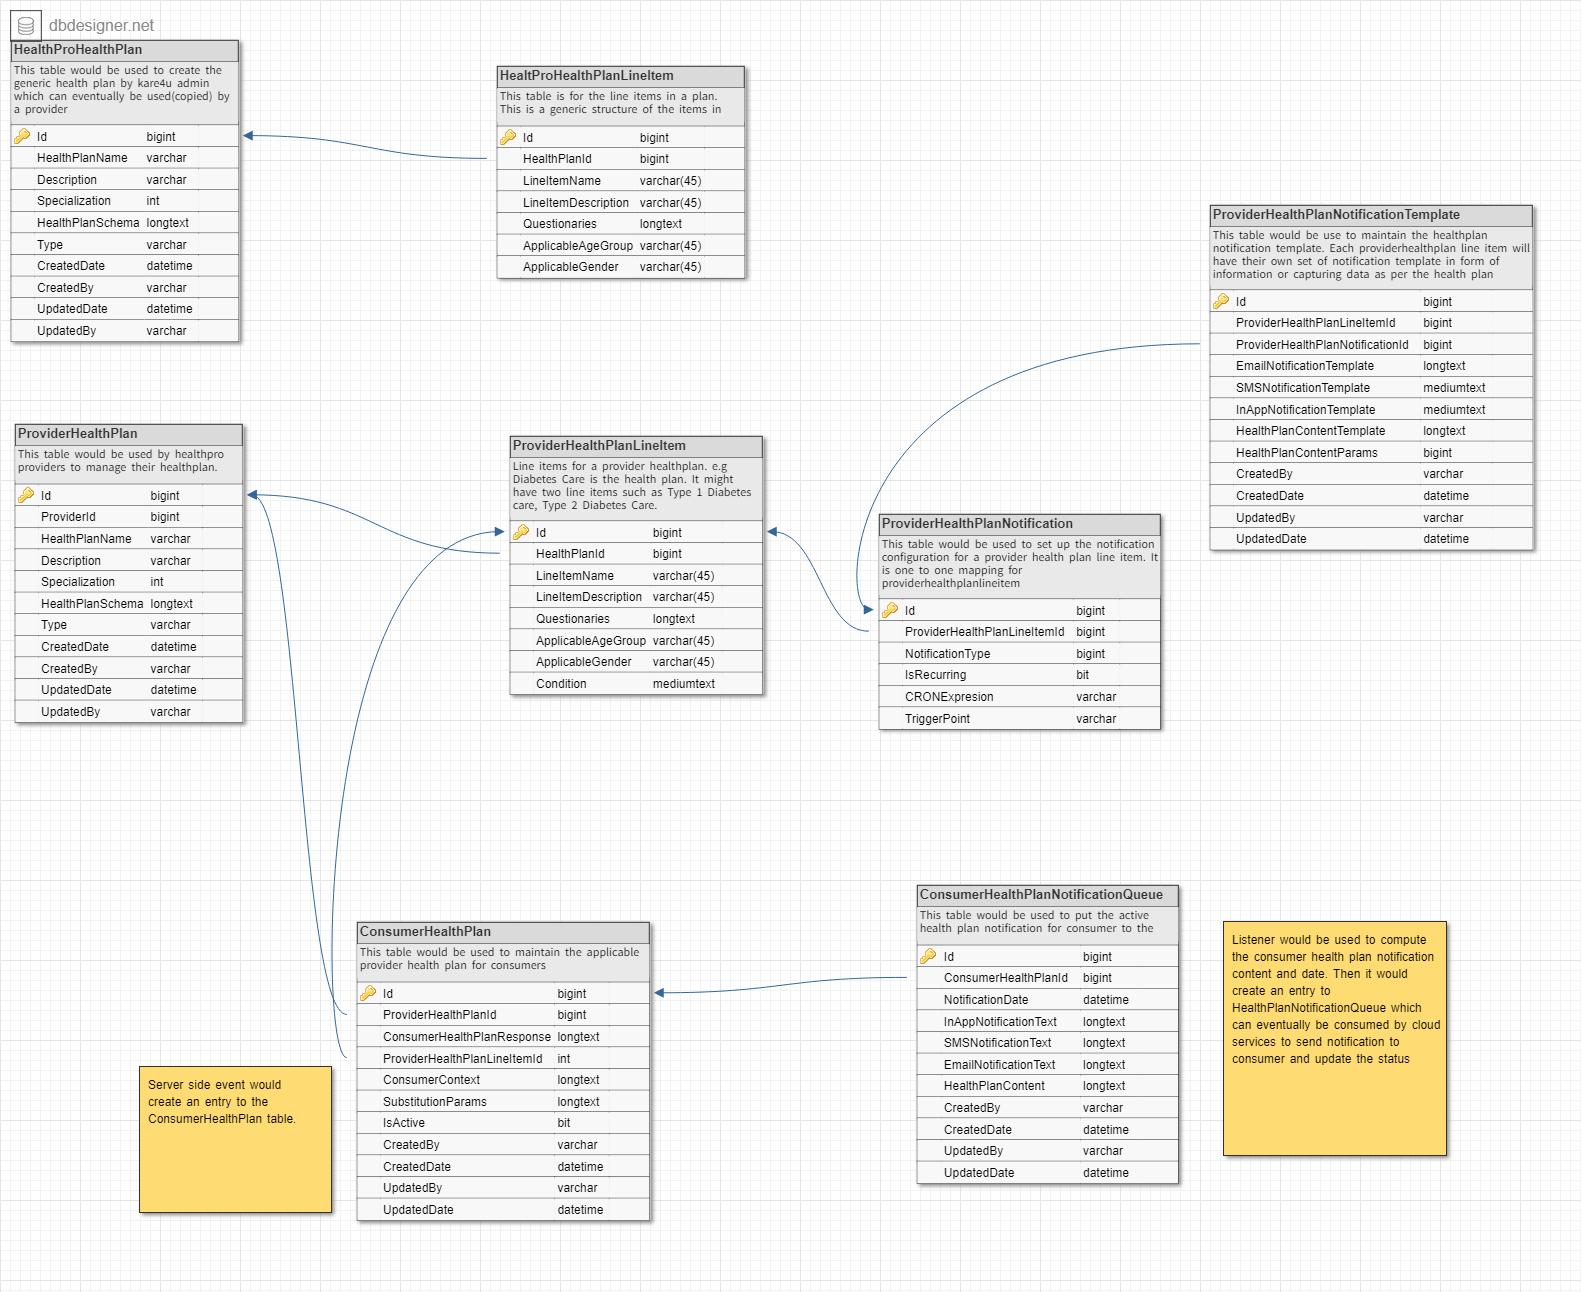 dbdesigner.net
HealthProHealthPlan
This table would be used to create the
generic health plan by kare4u admin
which can eventually be used(copied) by
a provider
Id bigint
HealthPlanName varchar
Description varchar
Specialization int
HealthPlanSchema longtext
Type varchar
CreatedDate datetime
CreatedBy varchar
UpdatedDate datetime
UpdatedBy varchar
HealtProHealthPlanLineItem
This table is for the line items in a plan.
This is a generic structure of the items in
Id bigint
HealthPlanId bigint
LineItemName varchar(45)
LineItemDescription varchar(45)
Questionaries longtext
ApplicableAgeGroup varchar(45)
ApplicableGender varchar(45)
ProviderHealthPlanNotificationTemplate
This table would be use to maintain the healthplan
notification template. Each providerhealthplan line item will
have their own set of notification template in form of
information or capturing data as per the health plan
Id bigint
ProviderHealthPlanLineItemId bigint
ProviderHealthPlanNotificationId bigint
EmailNotificationTemplate longtext
SMSNotificationTemplate mediumtext
InAppNotificationTemplate mediumtext
HealthPlanContentTemplate longtext
HealthPlanContentParams bigint
CreatedBy varchar
CreatedDate datetime
UpdatedBy varchar
UpdatedDate datetime
ProviderHealthPlan
This table would be used by healthpro
providers to manage their healthplan.
Id bigint
ProviderId bigint
HealthPlanName varchar
Description varchar
Specialization int
HealthPlanSchema longtext
Type varchar
CreatedDate datetime
CreatedBy varchar
UpdatedDate datetime
UpdatedBy varchar
ProviderHealthPlanLineItem
Line items for a provider healthplan. e.g
Diabetes Care is the health plan. It might
have two line items such as Type 1 Diabetes
care, Type 2 Diabetes Care.
Id bigint
HealthPlanId bigint
LineItemName varchar(45)
LineItemDescription varchar(45)
Questionaries longtext
ApplicableAgeGroup varchar(45)
ApplicableGender varchar(45)
Condition mediumtext
ProviderHealthPlanNotification
This table would be used to set up the notification
configuration for a provider health plan line item. It
is one to one mapping for
providerhealthplanlineitem
Id bigint
ProviderHealthPlanLineItemId bigint
NotificationType bigint
IsRecurring bit
CRONExpresion varchar
TriggerPoint varchar
ConsumerHealthPlan
This table would be used to maintain the applicable
provider health plan for consumers
Id bigint
ProviderHealthPlanId bigint
ConsumerHealthPlanResponse longtext
ProviderHealthPlanLineItemId int
ConsumerContext longtext
SubstitutionParams longtext
IsActive bit
CreatedBy varchar
CreatedDate datetime
UpdatedBy varchar
UpdatedDate datetime
ConsumerHealthPlanNotificationQueue
This table would be used to put the active
health plan notification for consumer to the
Id bigint
ConsumerHealthPlanId bigint
NotificationDate datetime
InAppNotificationText longtext
SMSNotificationText longtext
EmailNotificationText longtext
HealthPlanContent longtext
CreatedBy varchar
CreatedDate datetime
UpdatedBy varchar
UpdatedDate datetime
Listener would be used to compute
the consumer health plan notification
content and date. Then it would
create an entry to
HealthPlanNotificationQueue which
can eventually be consumed by cloud
services to send notification to
consumer and update the status
Server side event would
create an entry to the
ConsumerHealthPlan table.